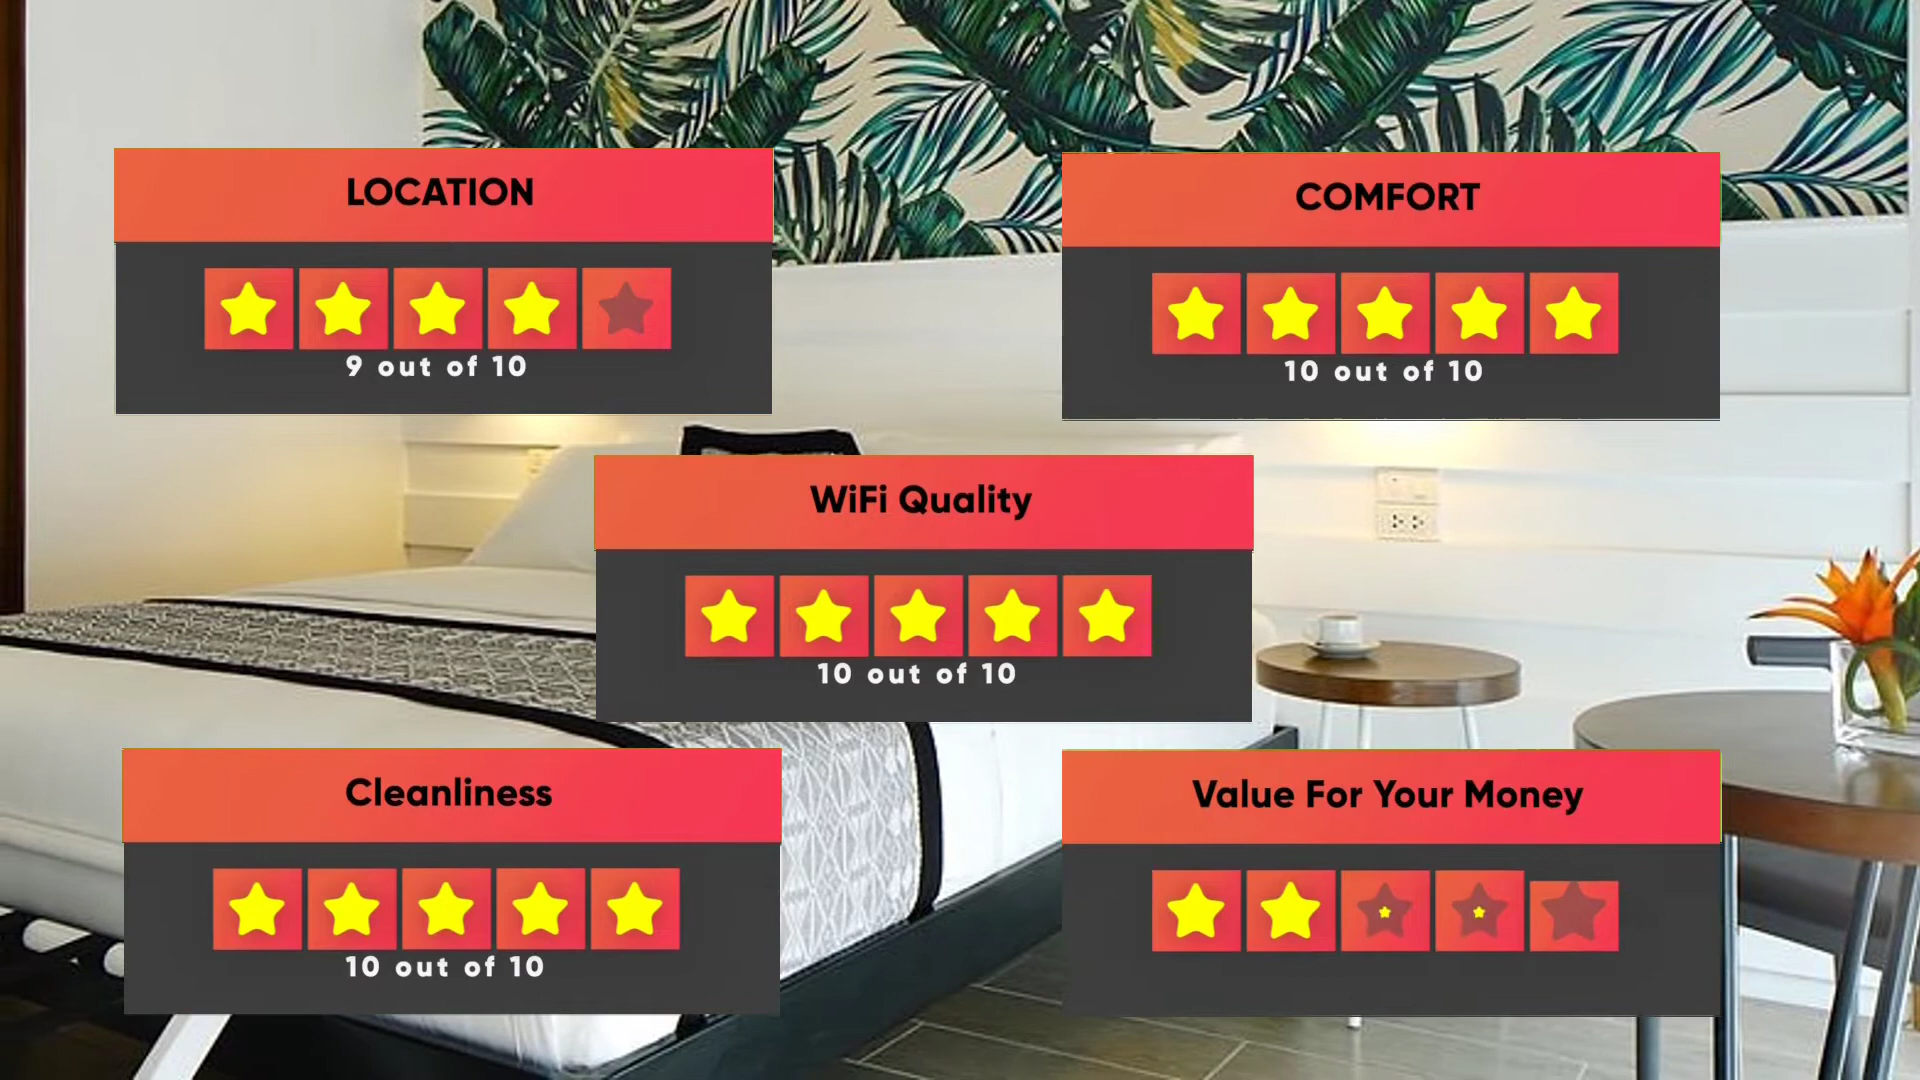 LOCATION
9 out of 10
COMFORT
10 out of 10
WiFi Quality
10 out of 10
Cleanliness
10 out of 10
Value For Your Money